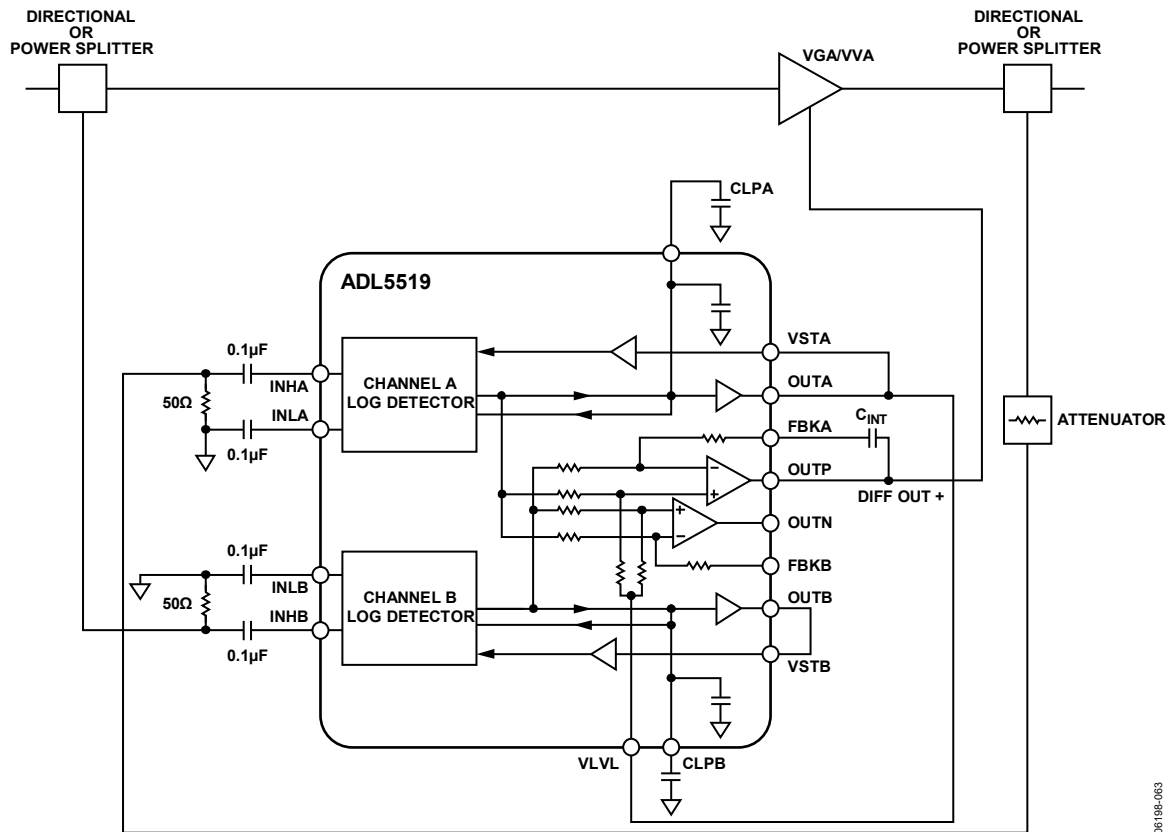 DIRECTIONAL
OR
POWER SPLITTER
DIRECTIONAL
OR
POWER SPLITTER
VGA/VVA
CLPA
ADL5519
VSTA
0.1µF
INHA
CHANNEL A
LOG DETECTOR
OUTA
50Ω
INLA
0.1µF
FBKA
CINT
ATTENUATOR
OUTP
DIFF OUT +
OUTN
0.1µF
FBKB
INLB
CHANNEL B
LOG DETECTOR
OUTB
50Ω
INHB
0.1µF
VSTB
VLVL
CLPB
06198-063